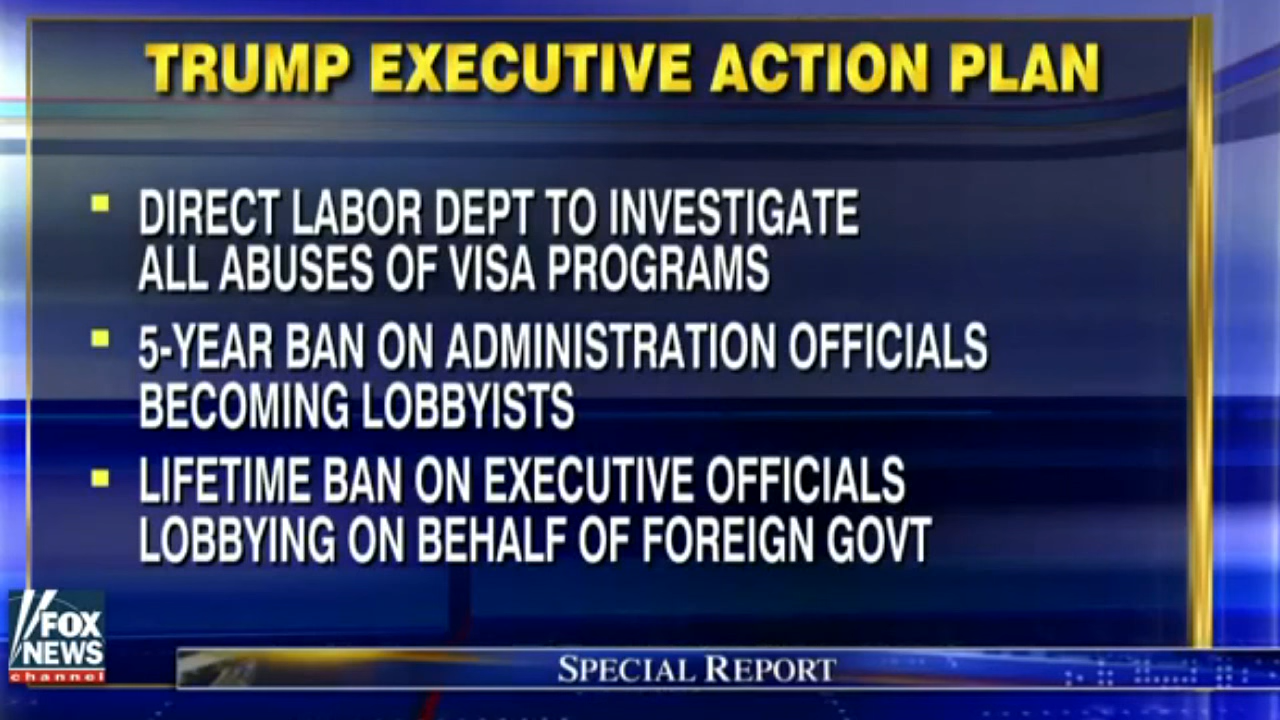 TRUMP EXECUTIVE ACTION PLAN
DIRECT LABOR DEPT TO INVESTIGATE
ALL ABUSES OF VISA PROGRAMS
5-YEAR BAN ON ADMINISTRATION OFFICIALS
BECOMING LOBBYISTS
LIFETIME BAN ON EXECUTIVE OFFICIALS
LOBBYING ON BEHALF OF FOREIGN GOVT
FOX
NEWS
channel
SPECIAL REPORT